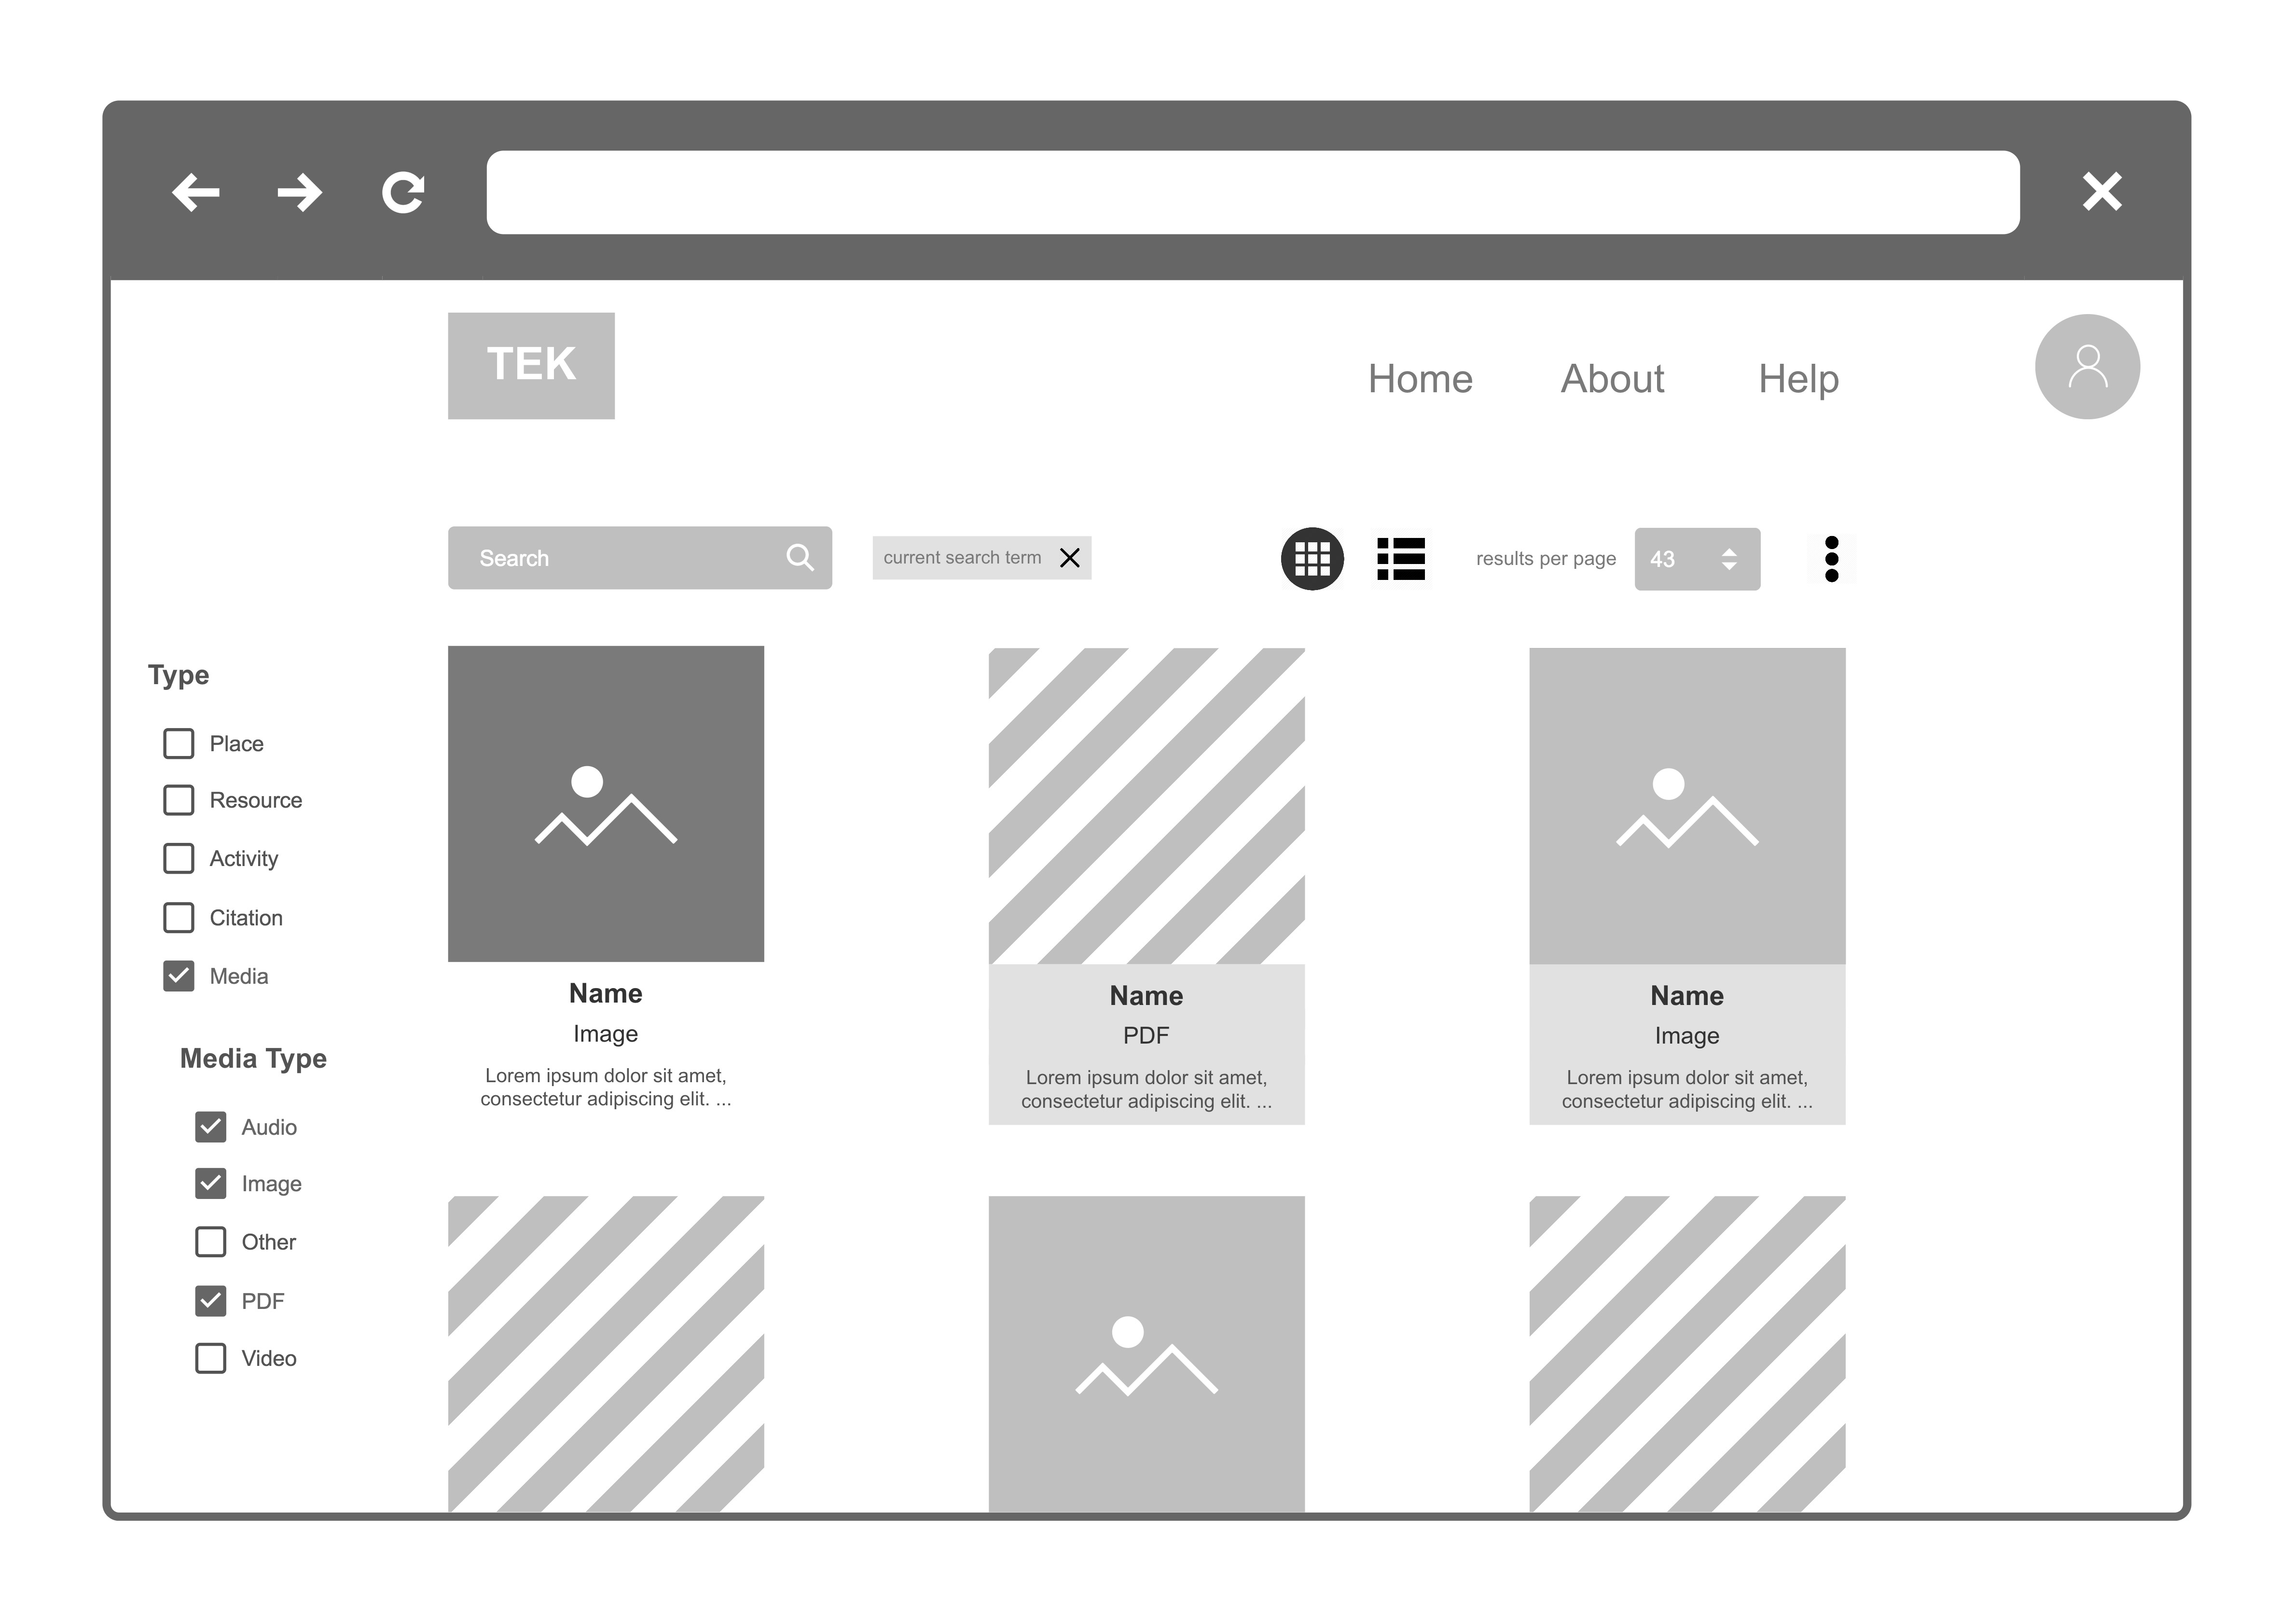 TEK
Home
About
Help
Search
current search term
results per page
43
Type
Place
Resource
Activity
Citation
Media
Media Type
Audio
Image
Other
PDF
Video
Name
Image
Lorem ipsum dolor sit amet,
consectetur adipiscing elit. ...
Name
PDF
Lorem ipsum dolor sit amet,
consectetur adipiscing elit. ...
Name
Image
Lorem ipsum dolor sit amet,
consectetur adipiscing elit. ...